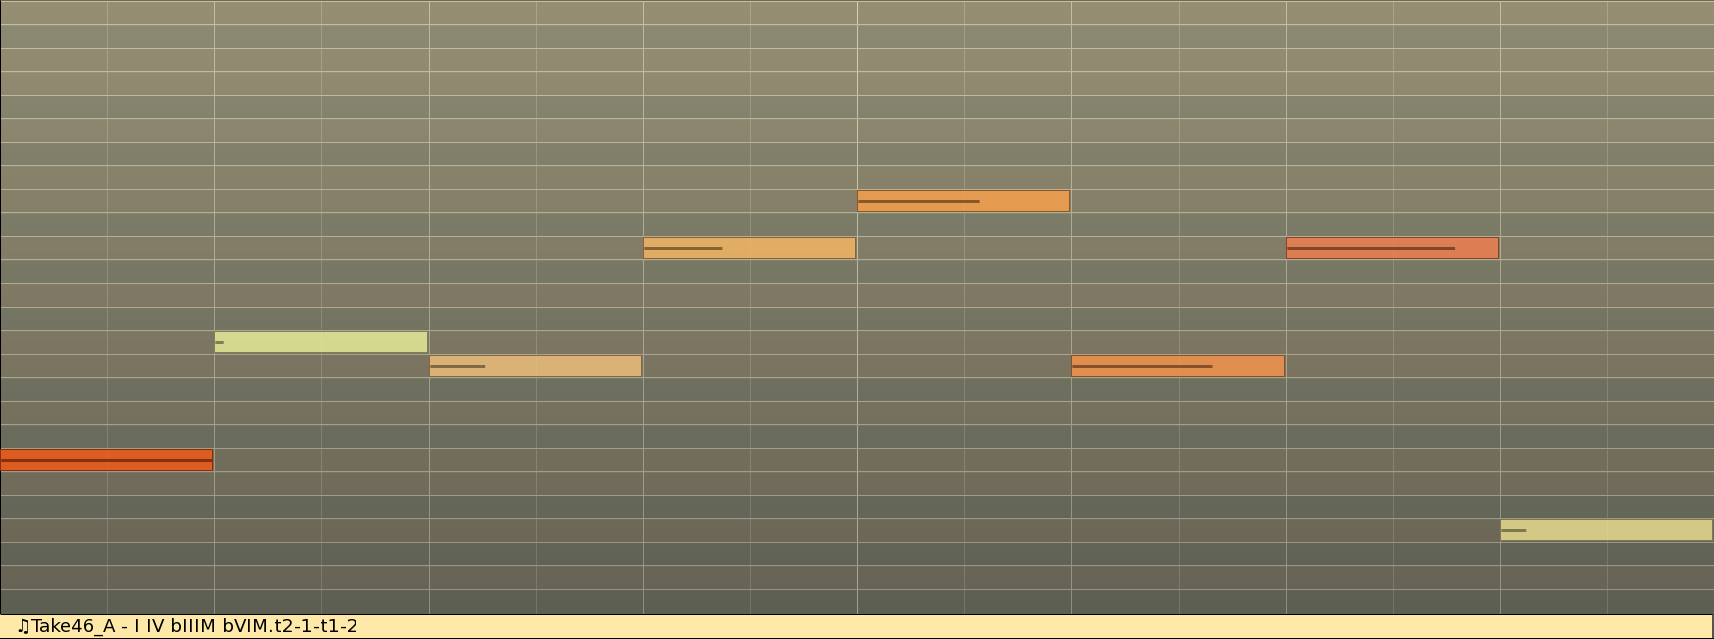 ♫Take46_A - I IV bIIIM bVIM.t2-1-t1-2